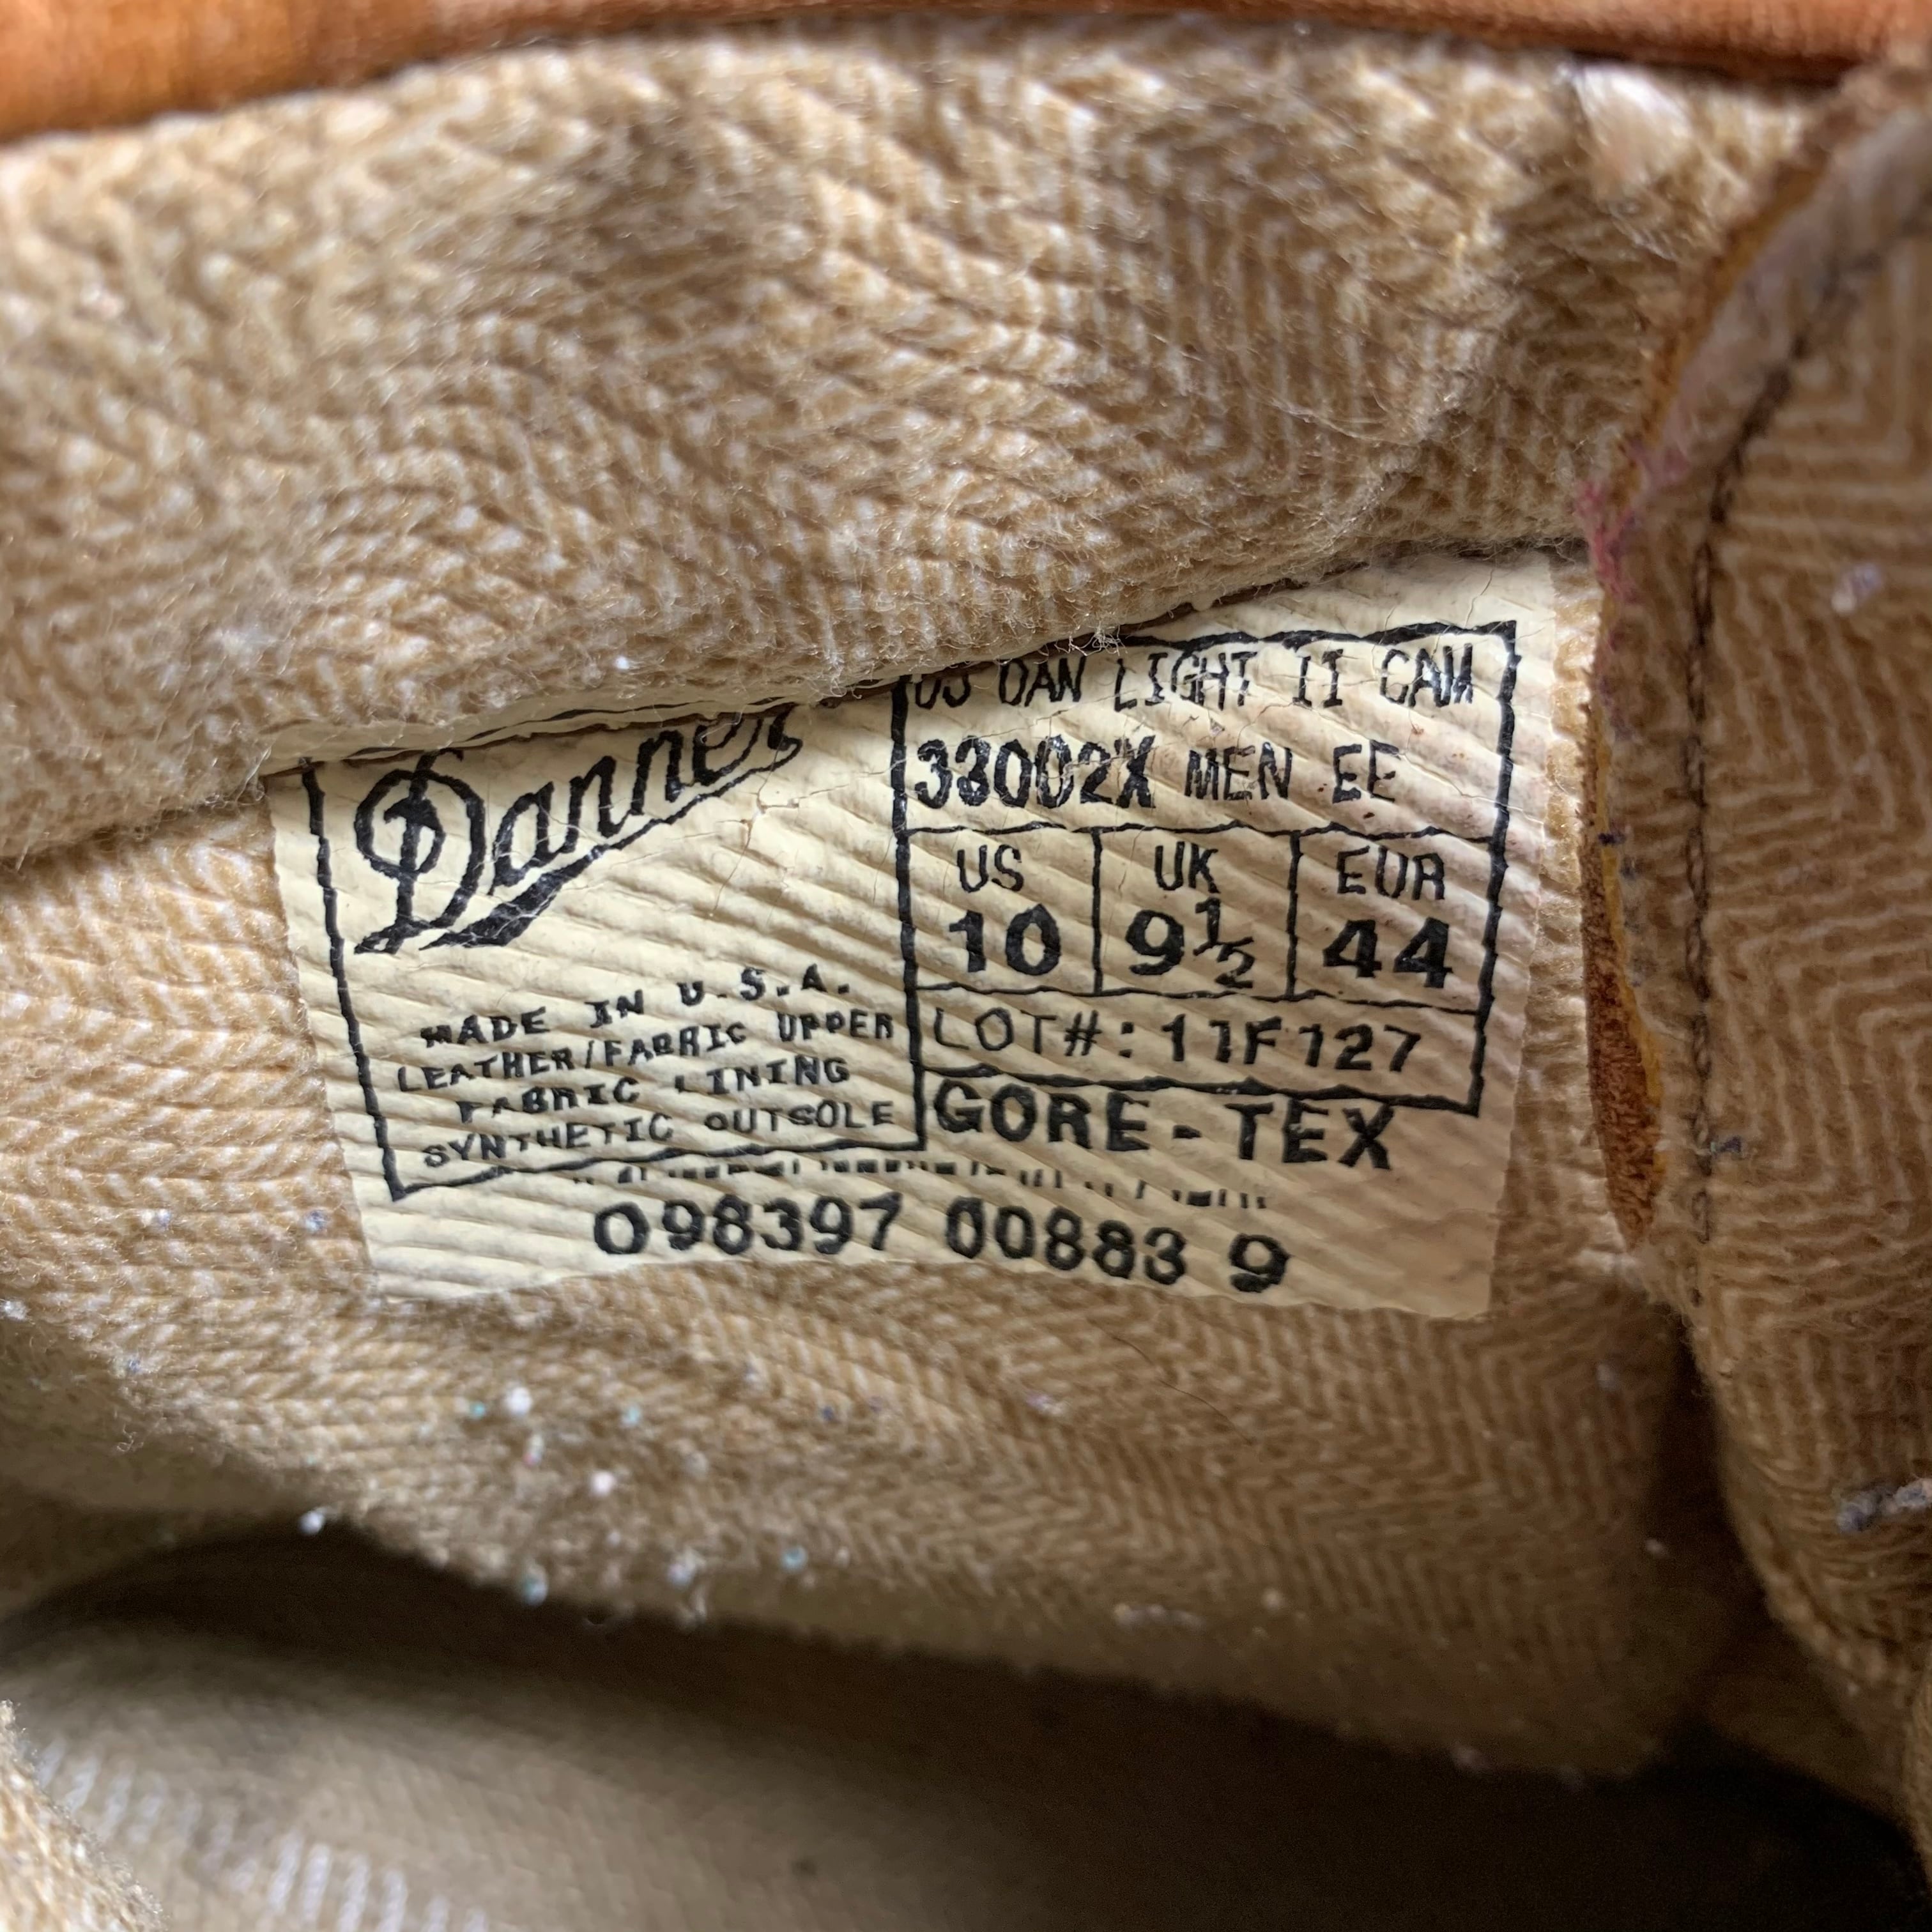 Danner
MADE IN U.S.A.
LEATHER/FABRIC UPPER
FABRIC LINING
SYNTHETIC OUTSOLE
DAN LIGHT II CAM
33002X MEN EE
US UK EUR
10 9½ 44
LOT#: 11F127
GORE-TEX
098397 00883 9